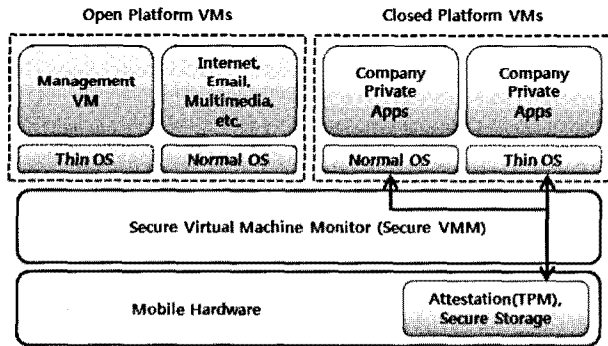 Open Platform VMs
Closed Platform VMs
Management
VM
Internet,
Email,
Multimedia,
etc.
Company
Private
Apps
Company
Private
Apps
Thin OS
Normal OS
Normal OS
Thin OS
Secure Virtual Machine Monitor (Secure VMM)
Mobile Hardware
Attestation(TPM),
Secure Storage